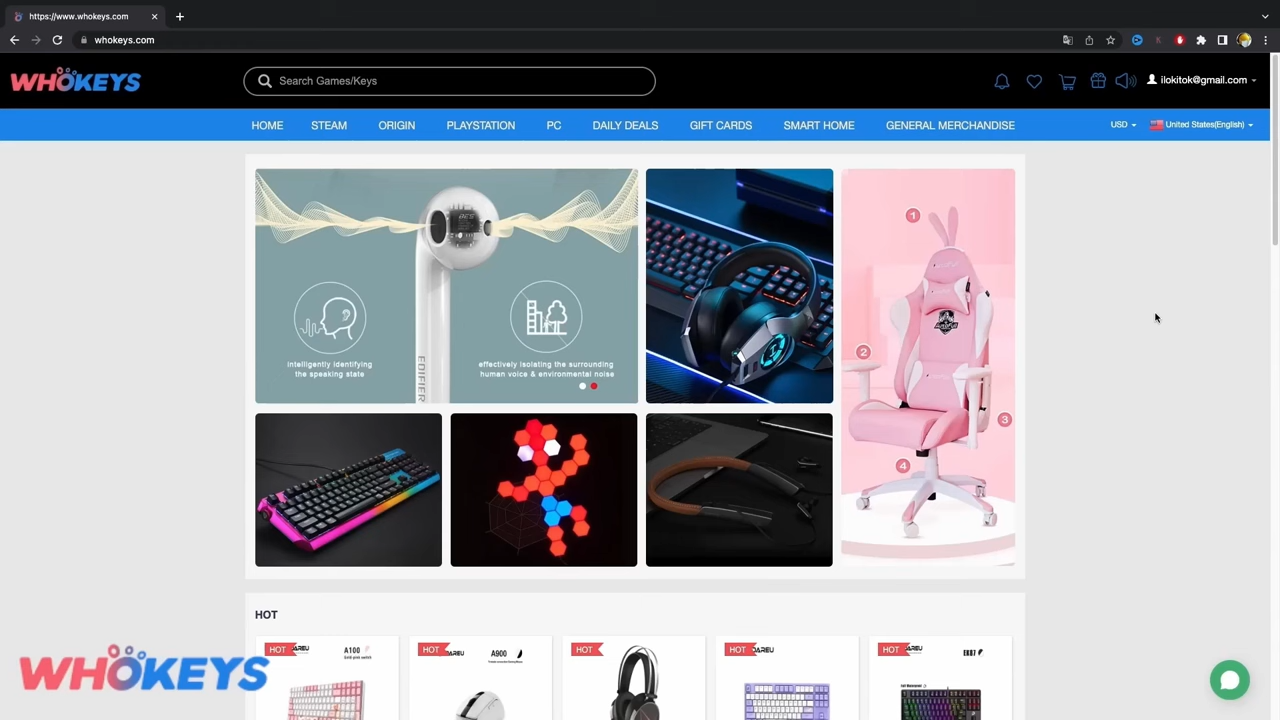 https://www.whokeys.com
whokeys.com
WHOKEYS
Search Games/Keys
ilokitok@gmail.com
HOME STEAM ORIGIN PLAYSTATION PC DAILY DEALS GIFT CARDS SMART HOME GENERAL MERCHANDISE USD United States(English)
intelligently identifying
the speaking state
effectively isolating the surrounding
human voice & environmental noise
EDIFIER
1
2
3
4
HOT
HOT
A100
HOT
A900
HOT
HOT
HOT
EK87
WHOKEYS